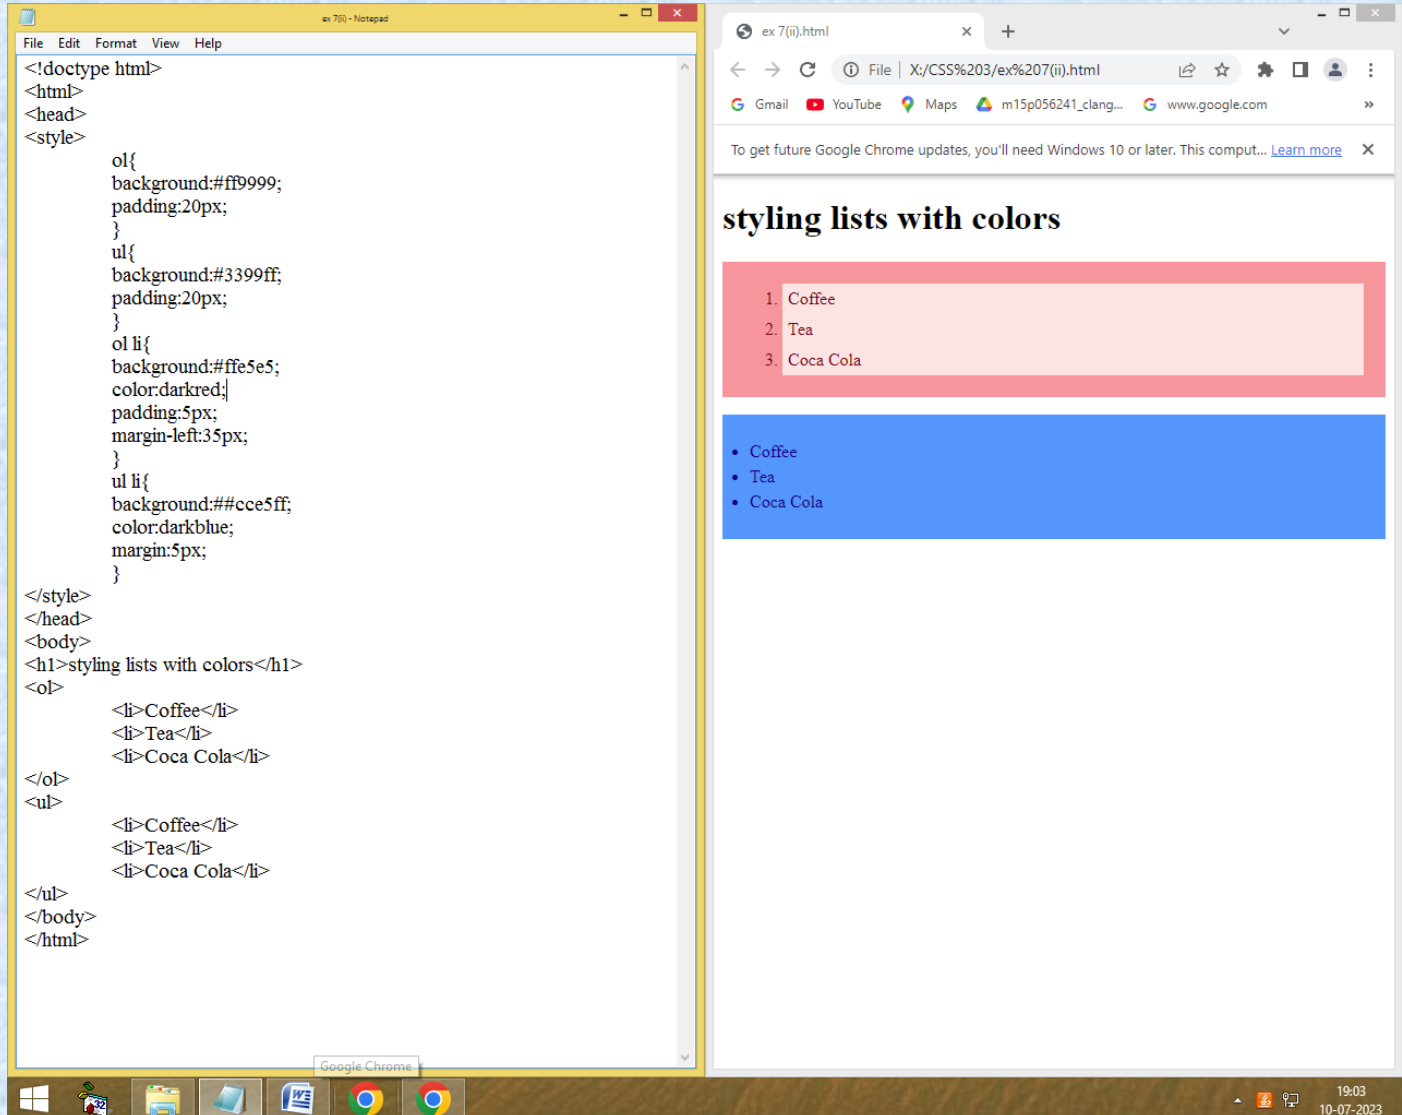 ex 7(ii) - Notepad
File Edit Format View Help
<!doctype html>
<html>
<head>
<style>
ol{
background:#ff9999;
padding:20px;
}
ul{
background:#3399ff;
padding:20px;
}
ol li{
background:#ffe5e5;
color:darkred;
padding:5px;
margin-left:35px;
}
ul li{
background:##cce5ff;
color:darkblue;
margin:5px;
}
</style>
</head>
<body>
<h1>styling lists with colors</h1>
<ol>
<li>Coffee</li>
<li>Tea</li>
<li>Coca Cola</li>
</ol>
<ul>
<li>Coffee</li>
<li>Tea</li>
<li>Coca Cola</li>
</ul>
</body>
</html>
Google Chrome
ex 7(ii).html
File | X:/CSS%203/ex%207(ii).html
Gmail YouTube Maps m15p056241_clang... www.google.com »
To get future Google Chrome updates, you'll need Windows 10 or later. This comput... Learn more
styling lists with colors
1. Coffee
2. Tea
3. Coca Cola
• Coffee
• Tea
• Coca Cola
32
19:03
10-07-2023